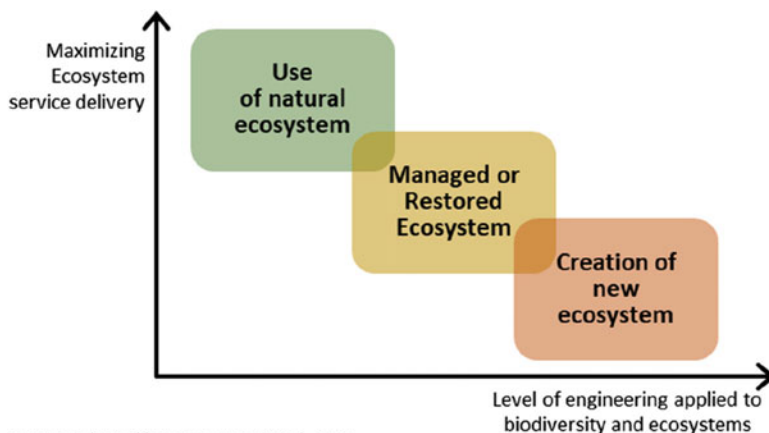 Maximizing
Ecosystem
service delivery
Use
of natural
ecosystem
Managed or
Restored
Ecosystem
Creation of
new
ecosystem
Level of engineering applied to
biodiversity and ecosystems